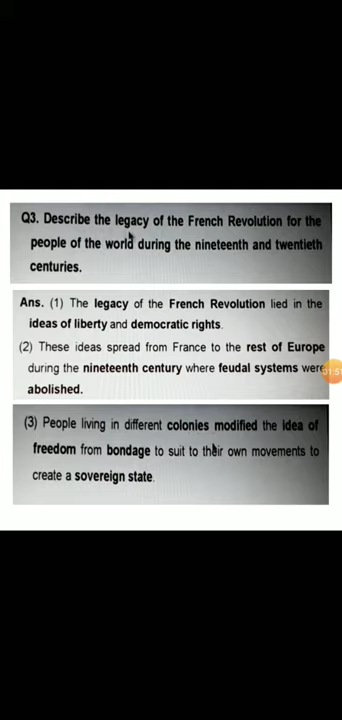 Q3. Describe the legacy of the French Revolution for the
people of the world during the nineteenth and twentieth
centuries.
Ans. (1) The legacy of the French Revolution lied in the
ideas of liberty and democratic rights.
(2) These ideas spread from France to the rest of Europe
during the nineteenth century where feudal systems were
01:51
abolished.
(3) People living in different colonies modified the idea of
freedom from bondage to suit to their own movements to
create a sovereign state.